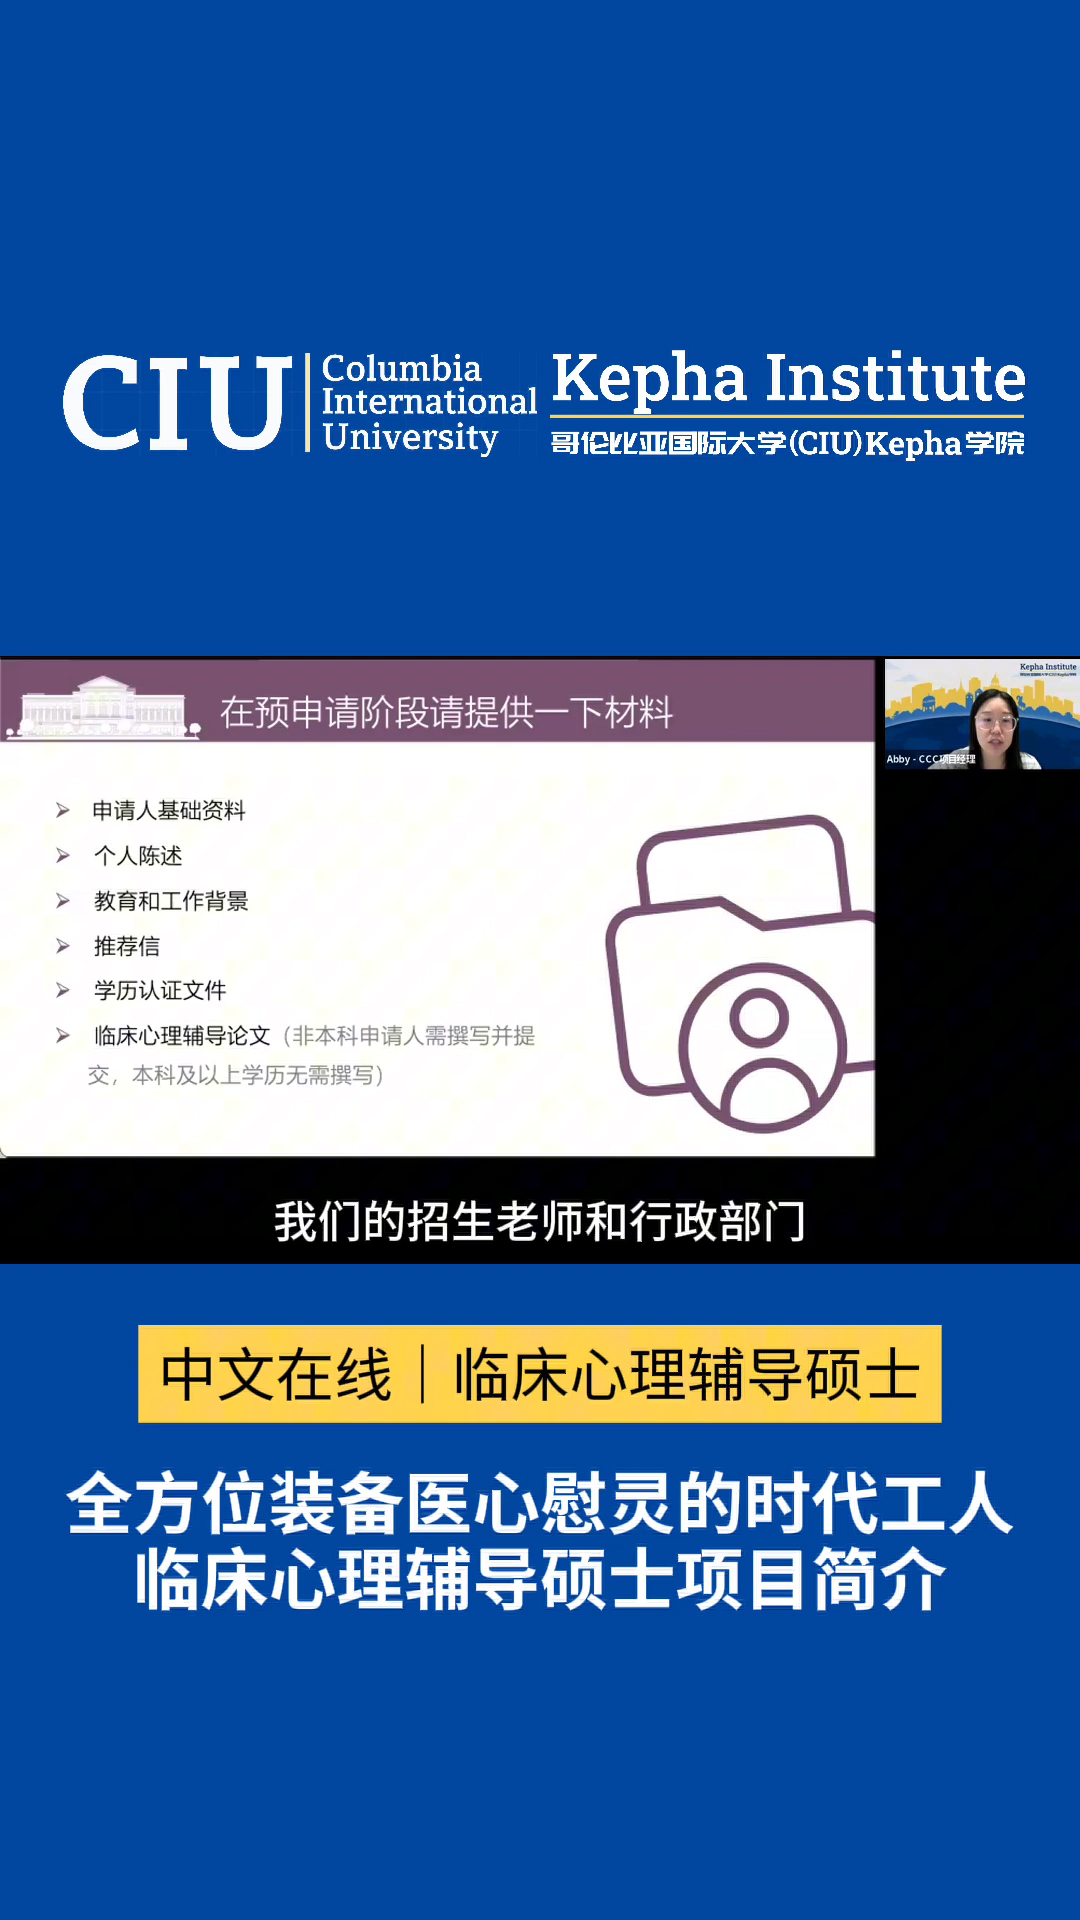 CIU
Columbia
International
University
Kepha Institute
哥伦比亚国际大学(CIU)Kepha学院
在预申请阶段请提供一下材料
Kepha Institute
Abby - CCC项目经理
申请人基础资料
个人陈述
教育和工作背景
推荐信
学历认证文件
临床心理辅导论文（非本科申请人需撰写并提
交，本科及以上学历无需撰写）
我们的招生老师和行政部门
中文在线｜临床心理辅导硕士
全方位装备医心慰灵的时代工人
临床心理辅导硕士项目简介